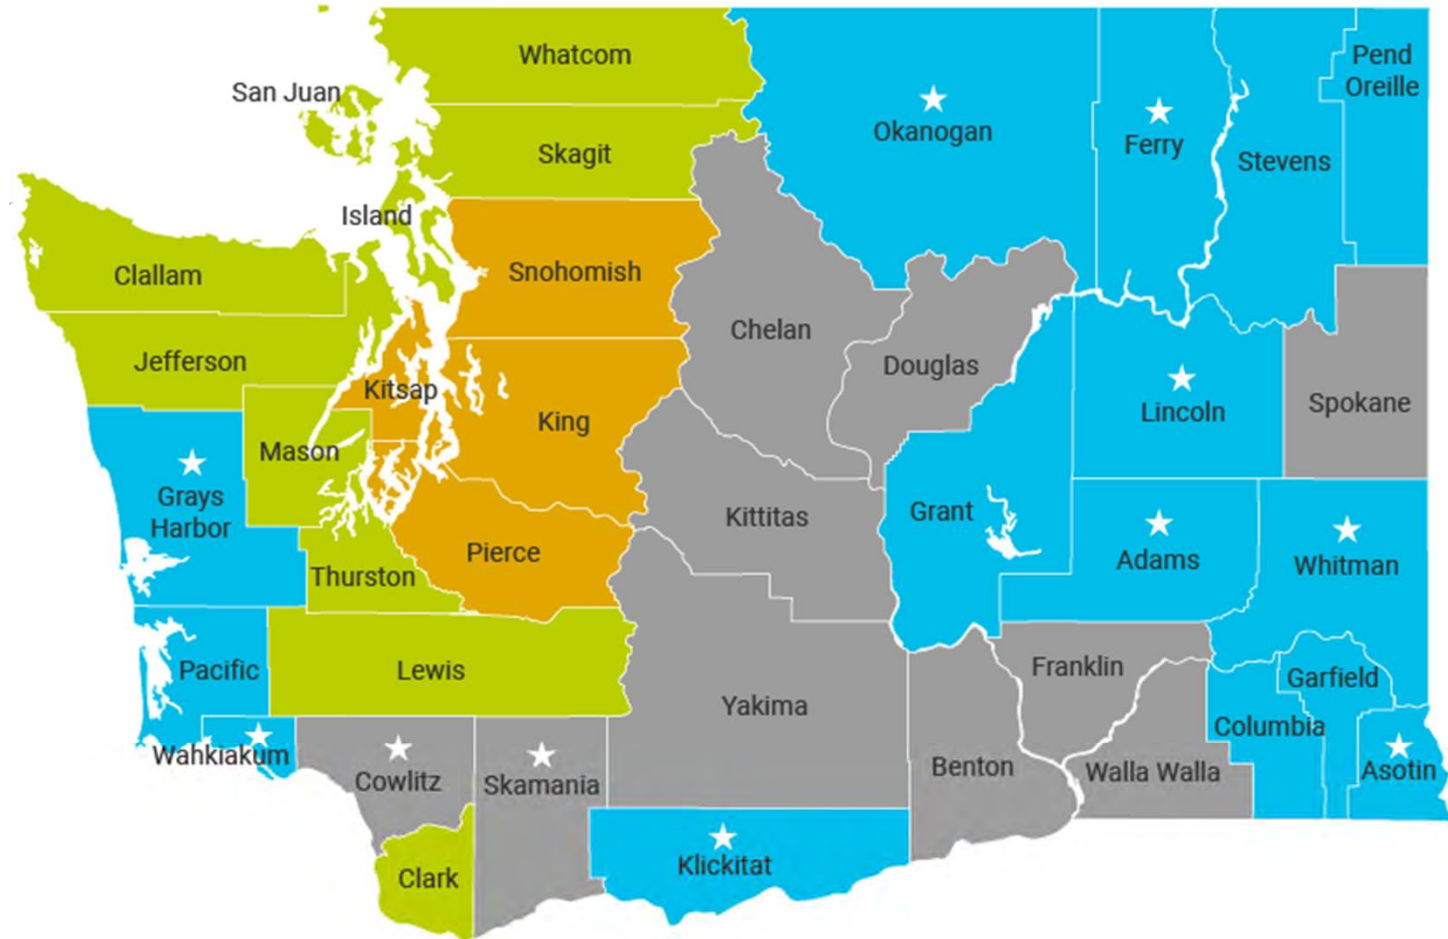 Whatcom
Pend
Oreille
San Juan
Okanogan
Ferry
Skagit
Stevens
Island
Clallam
Snohomish
Chelan
Jefferson
Douglas
Kitsap
Spokane
Lincoln
King
Mason
Grays
Harbor
Grant
Kittitas
Pierce
Adams
Whitman
Thurston
Franklin
Pacific
Lewis
Garfield
Yakima
Columbia
Wahkiakum
Benton
Asotin
Walla Walla
Cowlitz
Skamania
Klickitat
Clark